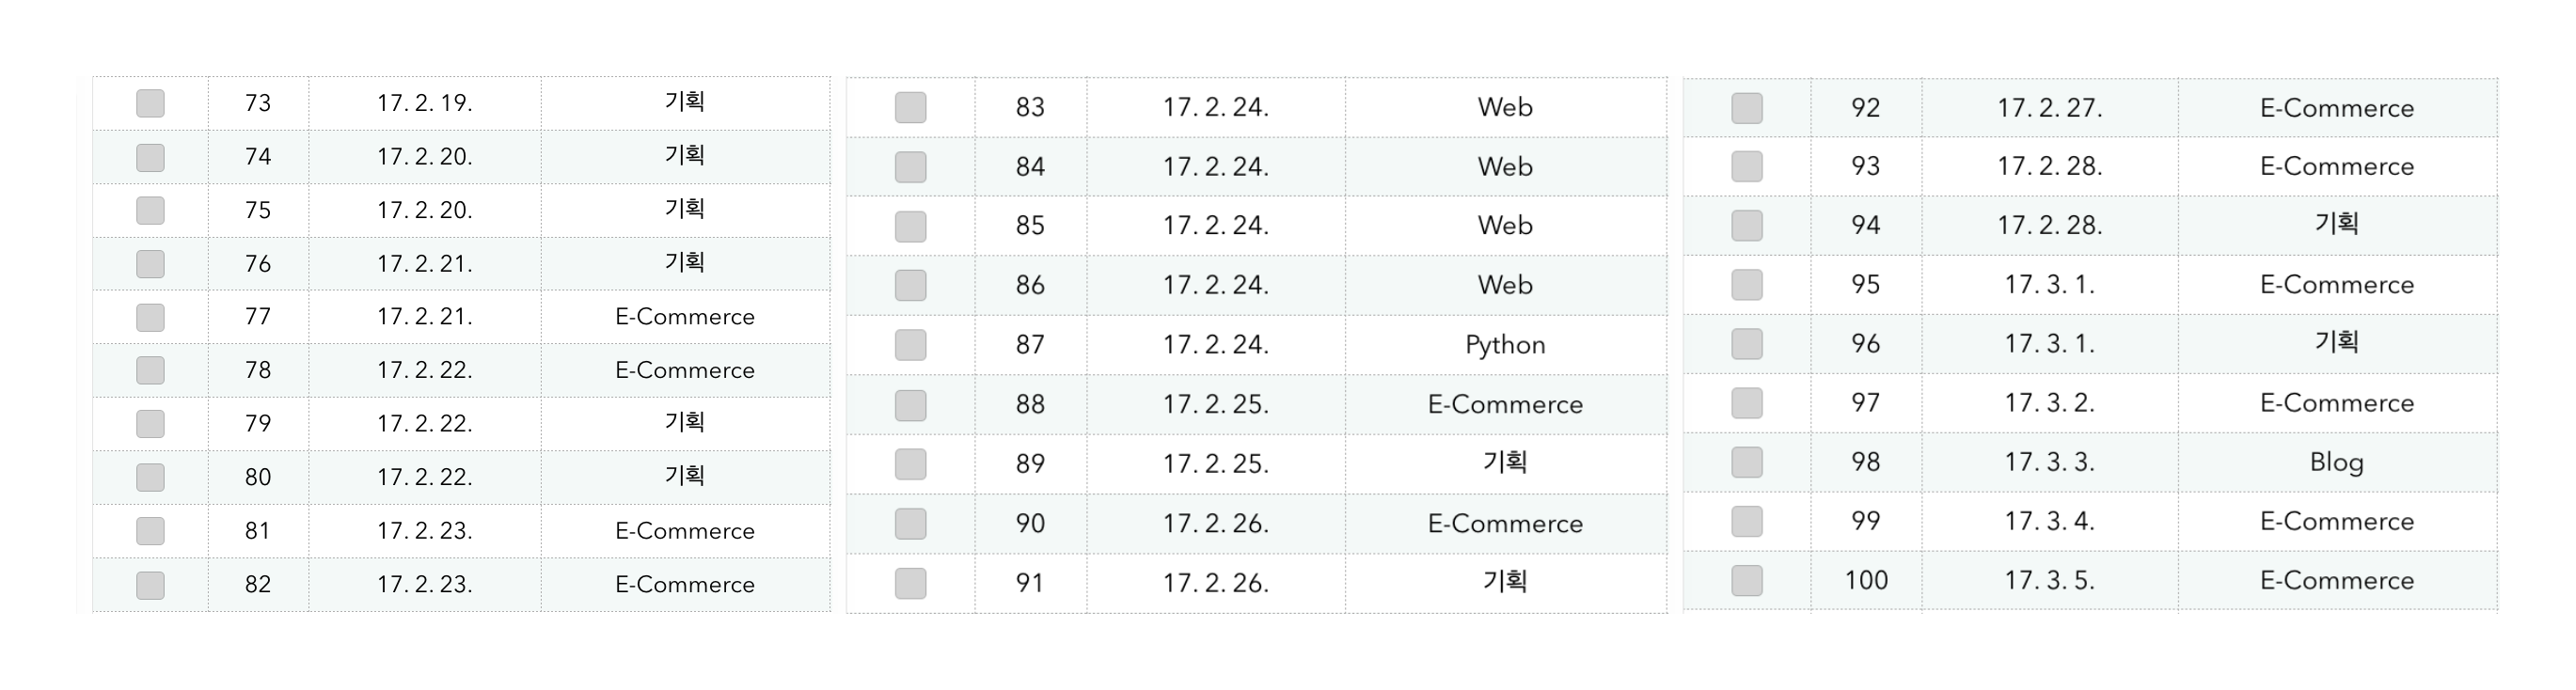 73 17. 2. 19. 기획
74 17. 2. 20. 기획
75 17. 2. 20. 기획
76 17. 2. 21. 기획
77 17. 2. 21. E-Commerce
78 17. 2. 22. E-Commerce
79 17. 2. 22. 기획
80 17. 2. 22. 기획
81 17. 2. 23. E-Commerce
82 17. 2. 23. E-Commerce
83 17. 2. 24. Web
84 17. 2. 24. Web
85 17. 2. 24. Web
86 17. 2. 24. Web
87 17. 2. 24. Python
88 17. 2. 25. E-Commerce
89 17. 2. 25. 기획
90 17. 2. 26. E-Commerce
91 17. 2. 26. 기획
92 17. 2. 27. E-Commerce
93 17. 2. 28. E-Commerce
94 17. 2. 28. 기획
95 17. 3. 1. E-Commerce
96 17. 3. 1. 기획
97 17. 3. 2. E-Commerce
98 17. 3. 3. Blog
99 17. 3. 4. E-Commerce
100 17. 3. 5. E-Commerce